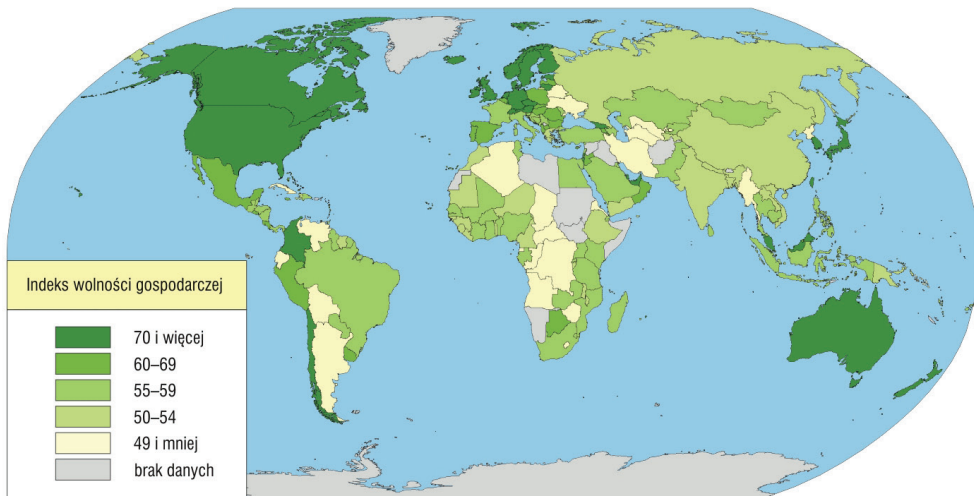 Indeks wolności gospodarczej
70 i więcej
60–69
55–59
50–54
49 i mniej
brak danych